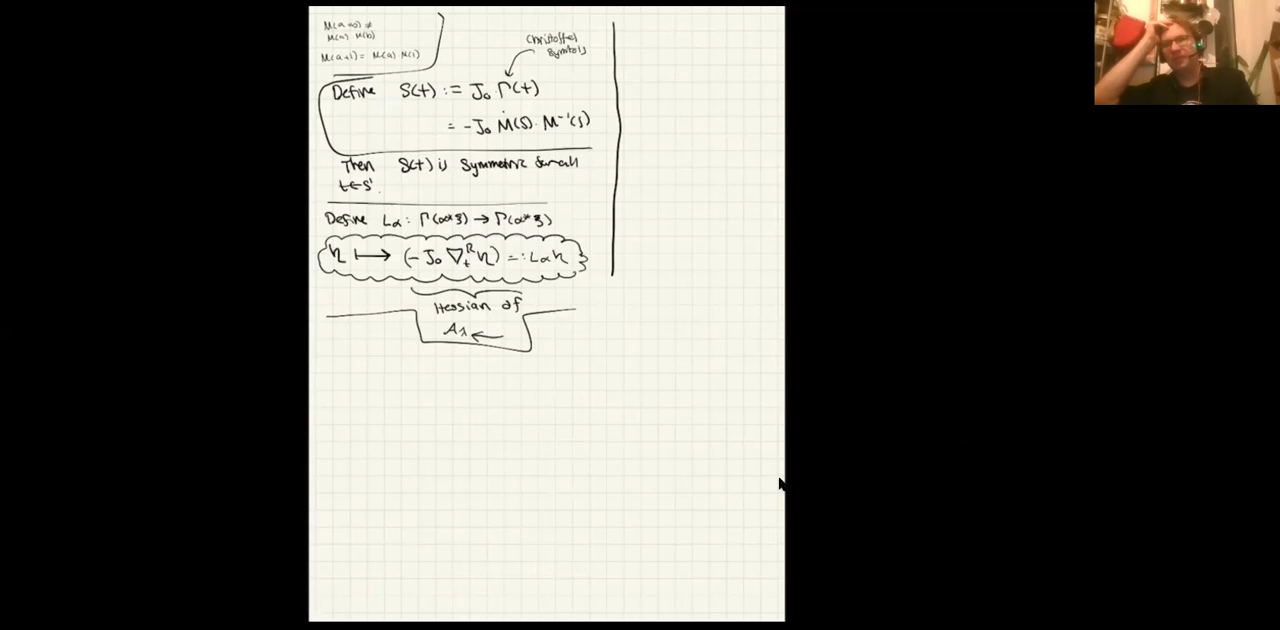 M(a+b) ≠
M(a) M(b)
M(a+1) = M(a) M(1)
Christoffel
Symbols
Define S(t) := J₀ Γ(t)
= -J₀ Ṁ(s) · M⁻¹(s)
Then S(t) is Symmetric for all
t∈S¹.
Define Lα : Γ(α*ξ) → Γ(α*ξ)
η ⟼ (-J₀ ∇ₜᴿ η) =: Lα η
Hessian of
Aλ ←